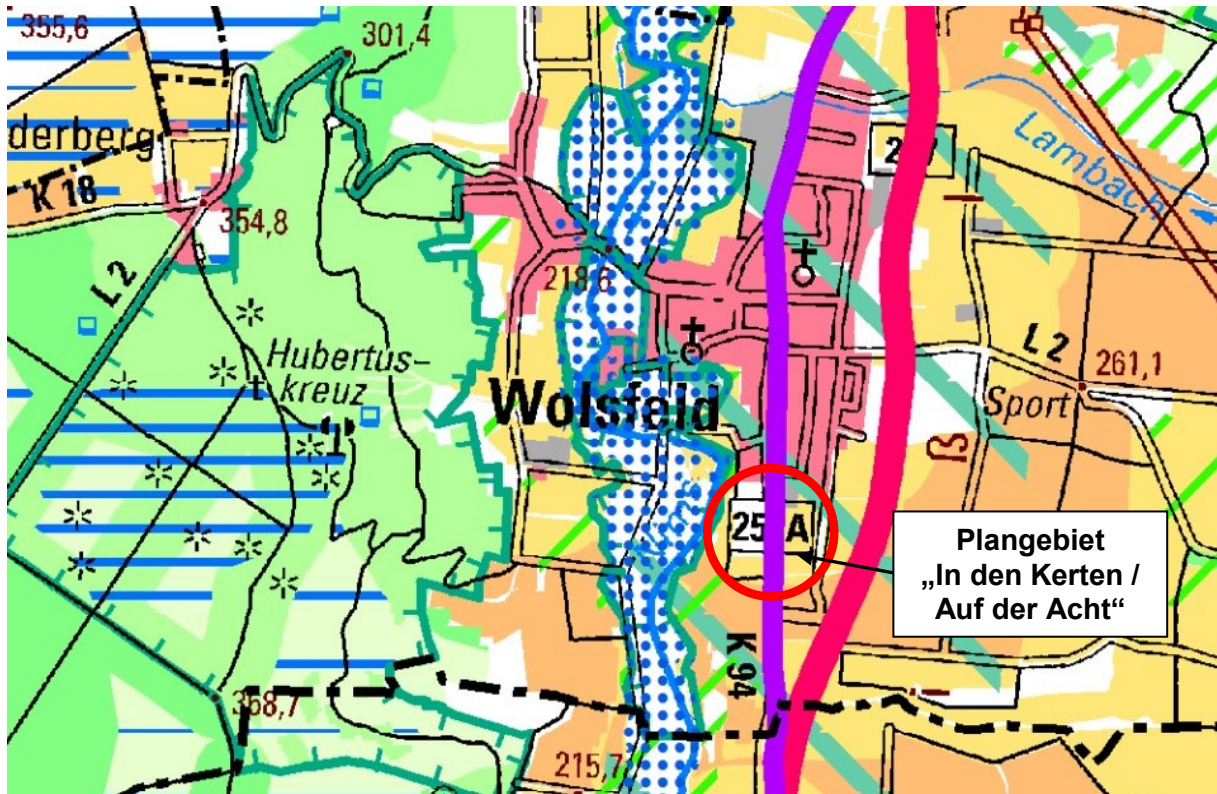 355,6
301,4
derberg
K 18
354,8
L 2
Lambach
218,6
Hubertus-
kreuz
Wolsfeld
L 2
261,1
Sport
25 A
Plangebiet
„In den Kerten /
Auf der Acht“
K 94
358,7
215,7